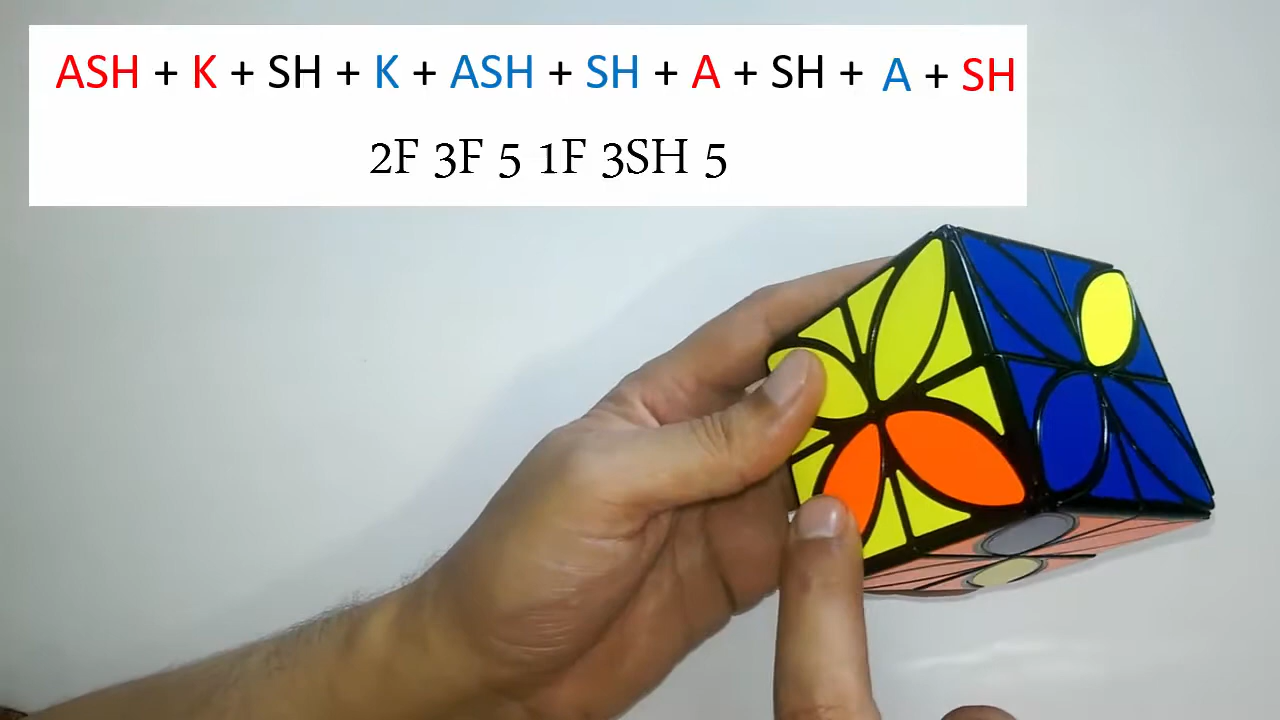 ASH + K + SH + K + ASH + SH + A + SH + A + SH
2F 3F 5 1F 3SH 5